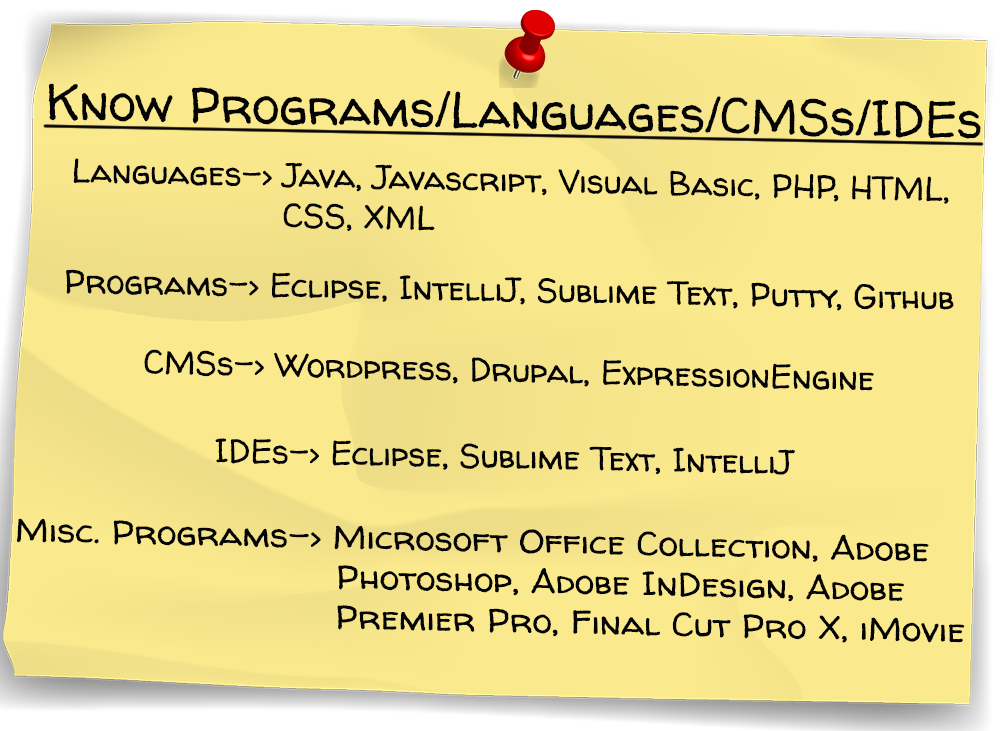 Know Programs/Languages/CMSs/IDEs
Languages-> Java, Javascript, Visual Basic, PHP, HTML,
CSS, XML
Programs-> Eclipse, IntelliJ, Sublime Text, Putty, Github
CMSs-> Wordpress, Drupal, ExpressionEngine
IDEs-> Eclipse, Sublime Text, IntelliJ
Misc. Programs-> Microsoft Office Collection, Adobe
Photoshop, Adobe InDesign, Adobe
Premier Pro, Final Cut Pro X, iMovie